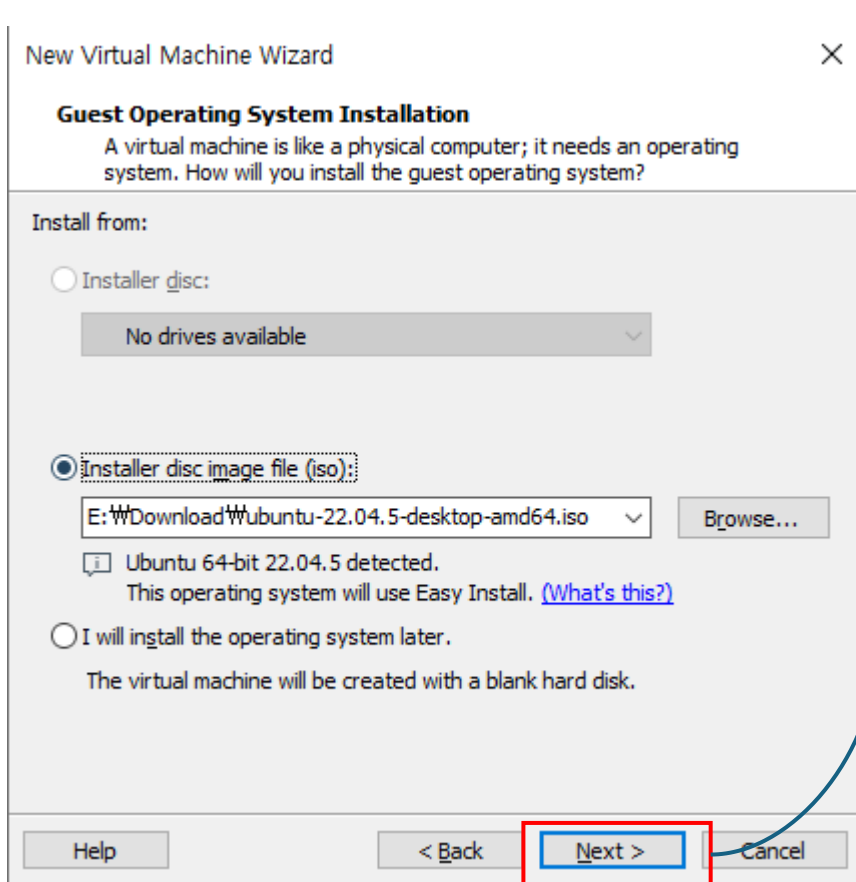 New Virtual Machine Wizard
Guest Operating System Installation
A virtual machine is like a physical computer; it needs an operating
system. How will you install the guest operating system?
Install from:
Installer disc:
No drives available
Installer disc image file (iso):
E:₩Download₩ubuntu-22.04.5-desktop-amd64.iso
Browse...
Ubuntu 64-bit 22.04.5 detected.
This operating system will use Easy Install. (What's this?)
I will install the operating system later.
The virtual machine will be created with a blank hard disk.
Help
< Back
Next >
Cancel